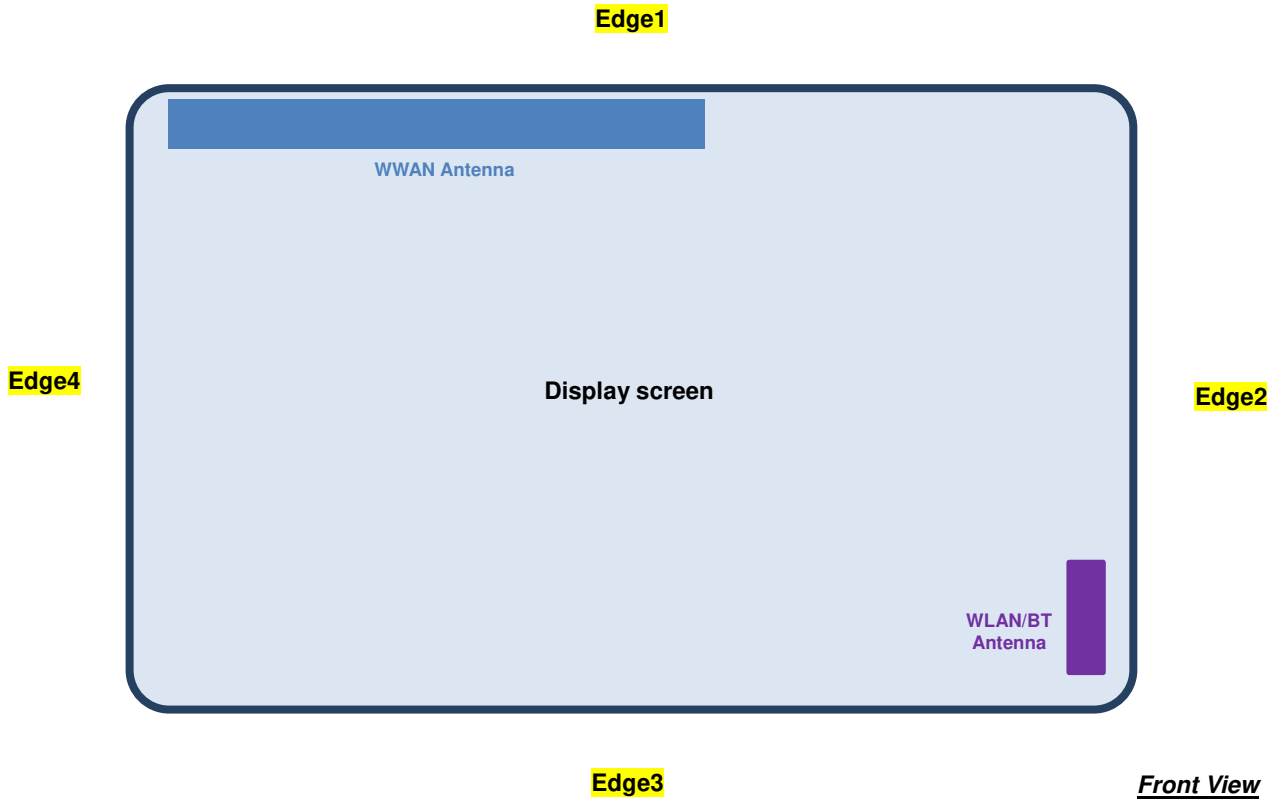 Edge1
WWAN Antenna
Edge4
Display screen
Edge2
WLAN/BT
Antenna
Edge3
Front View